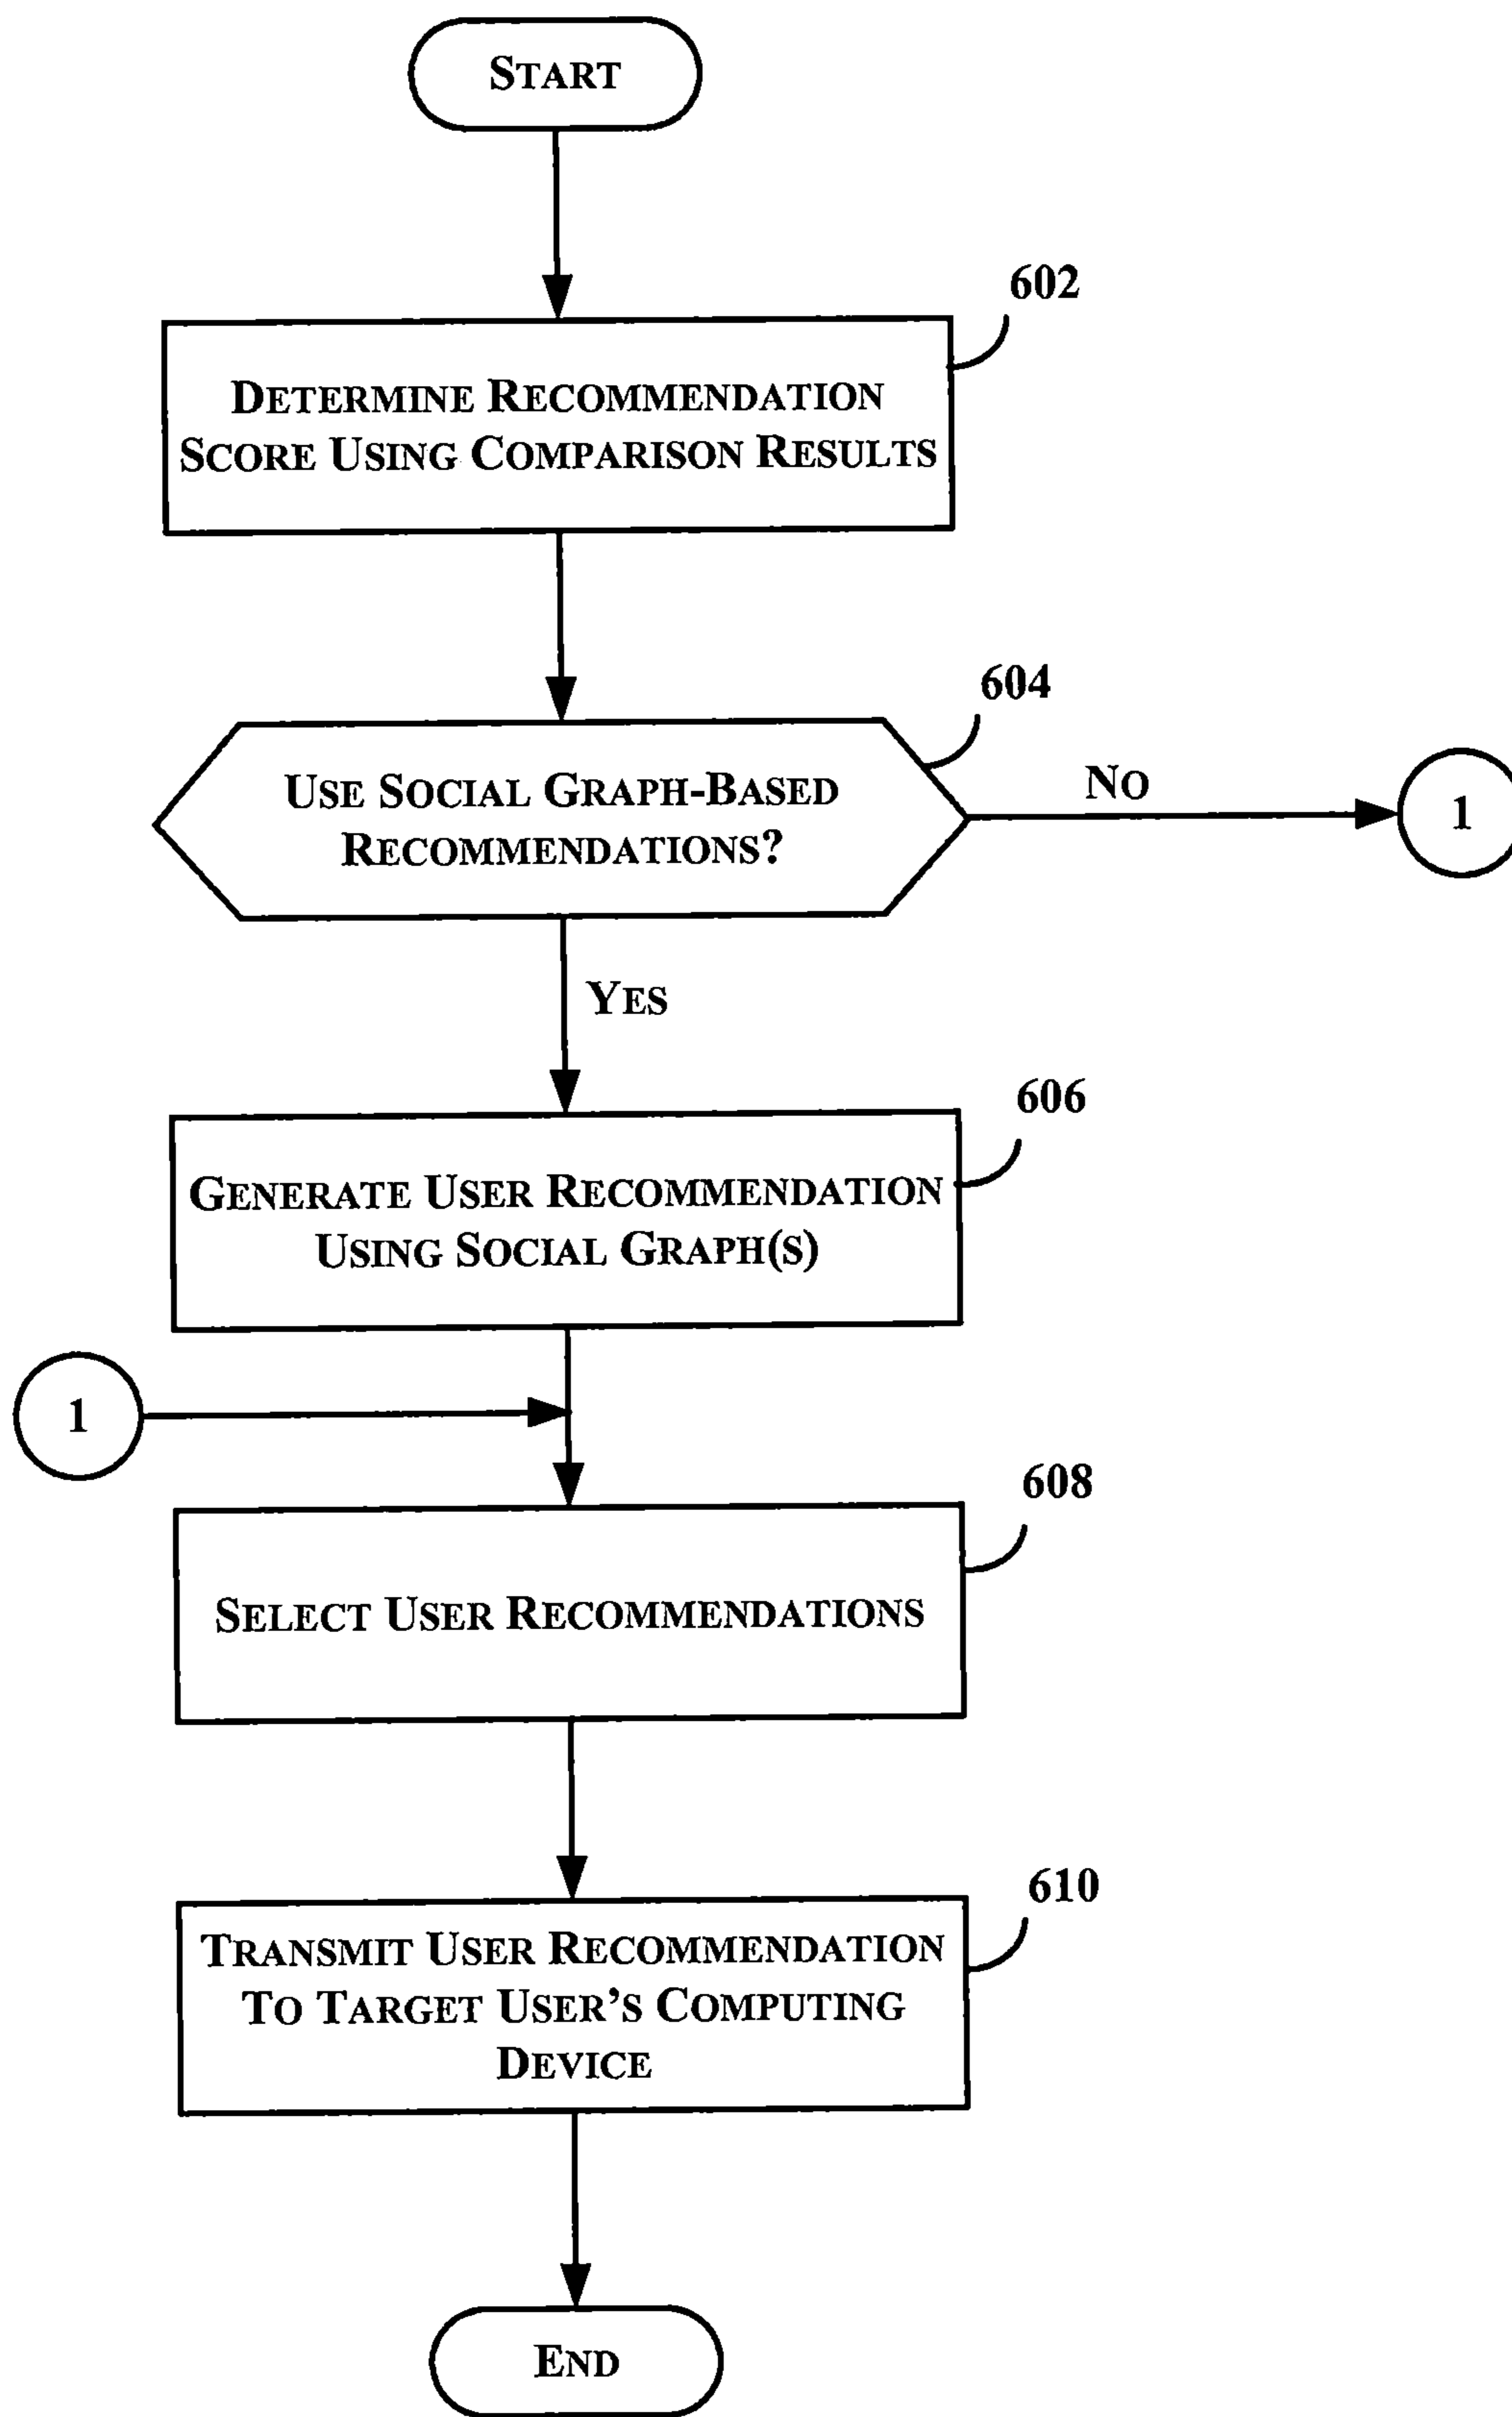 START
602
DETERMINE RECOMMENDATION
SCORE USING COMPARISON RESULTS
604
USE SOCIAL GRAPH-BASED
RECOMMENDATIONS?
NO
1
YES
606
GENERATE USER RECOMMENDATION
USING SOCIAL GRAPH(S)
1
608
SELECT USER RECOMMENDATIONS
610
TRANSMIT USER RECOMMENDATION
TO TARGET USER'S COMPUTING
DEVICE
END